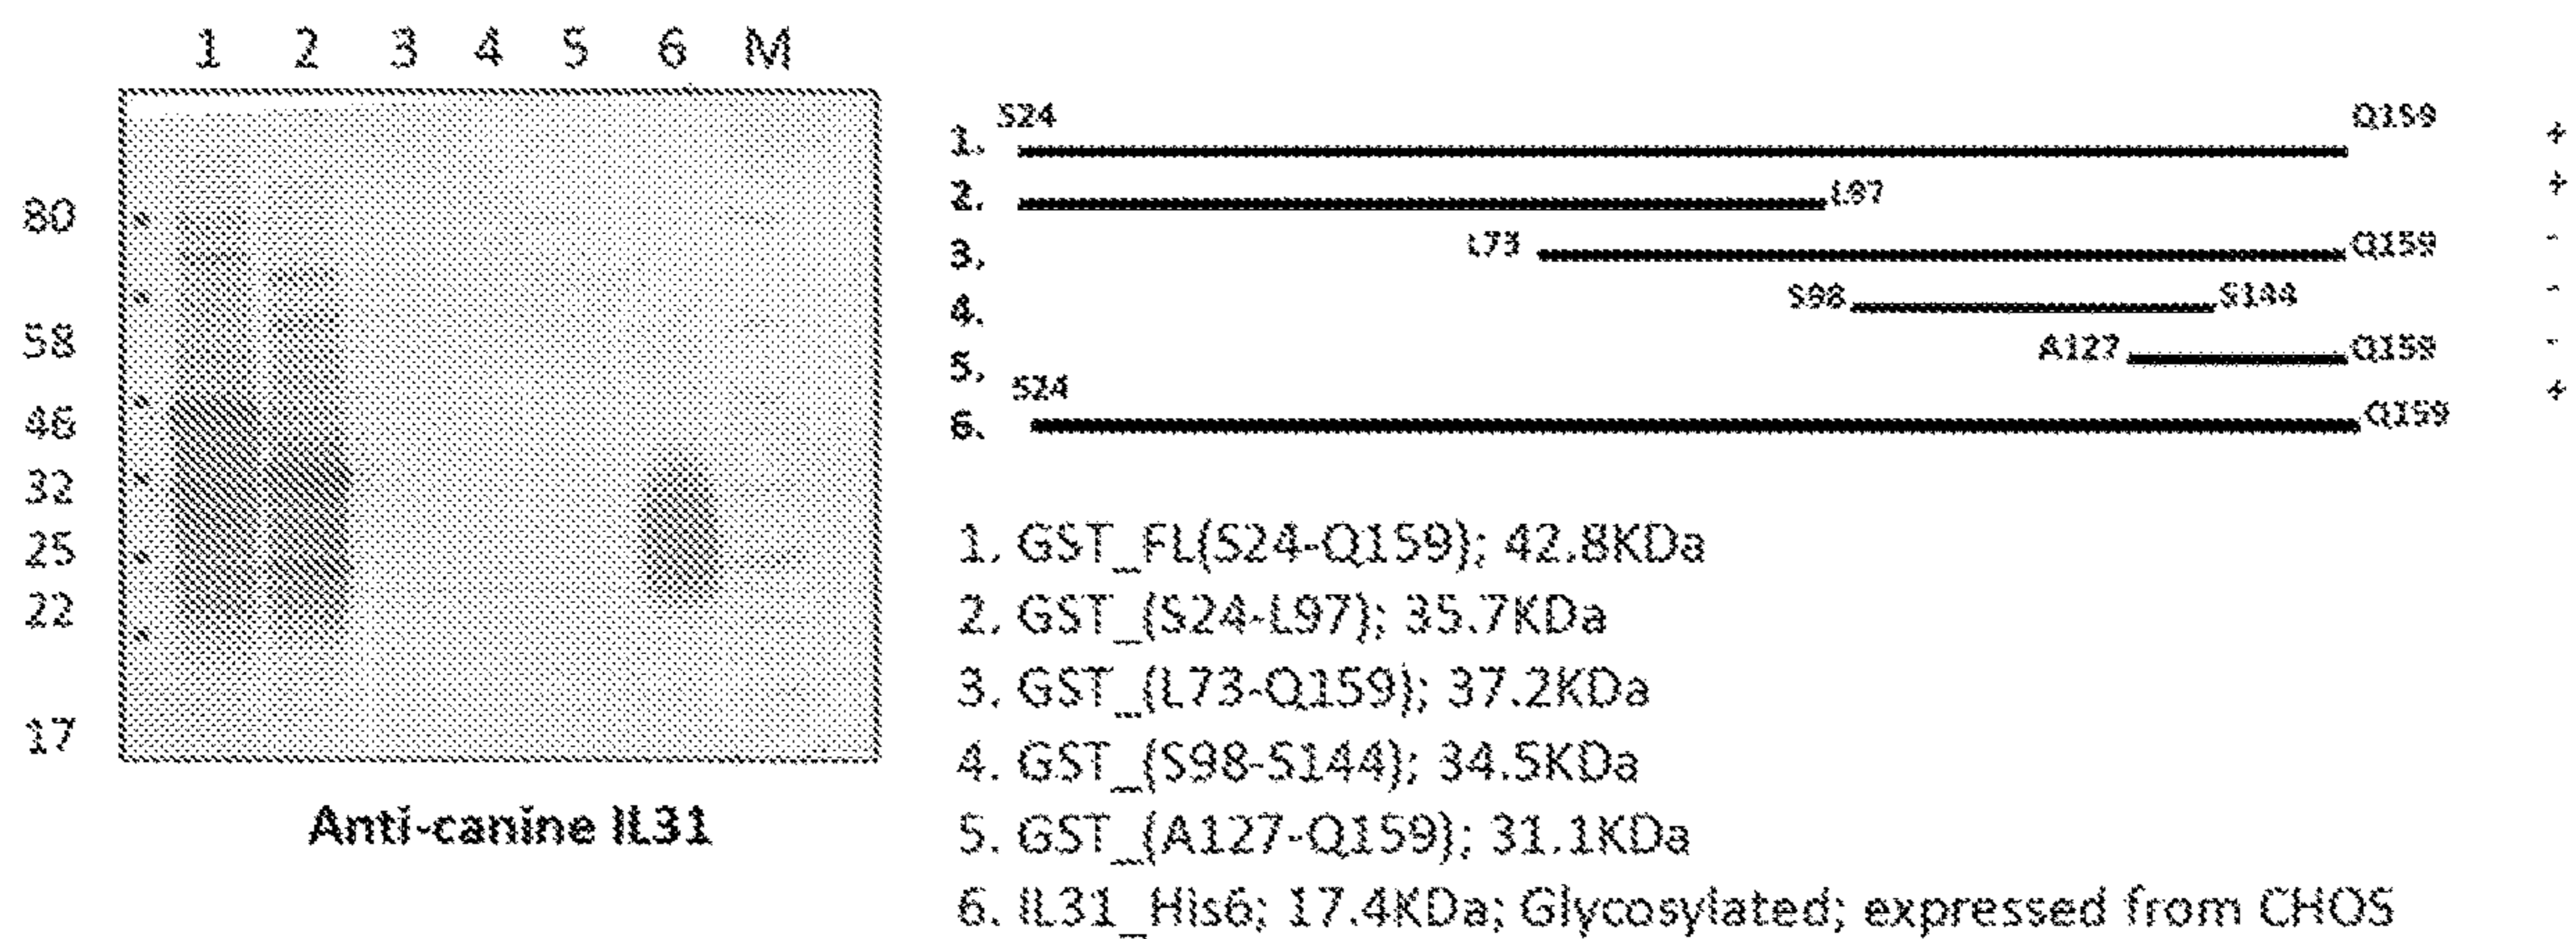 1 2 3 4 5 6 M
80
58
46
32
25
22
17
Anti-canine IL31
S24 Q159
1. +
2. L97 +
3. L73 Q159 -
4. S98 S144 -
5. A127 Q159 -
S24 +
6. Q159
1. GST_FL(S24-Q159); 42.8KDa
2. GST_(S24-L97); 35.7KDa
3. GST_(L73-Q159); 37.2KDa
4. GST_(S98-S144); 34.5KDa
5. GST_(A127-Q159); 31.1KDa
6. IL31_His6; 17.4KDa; Glycosylated; expressed from CHOS